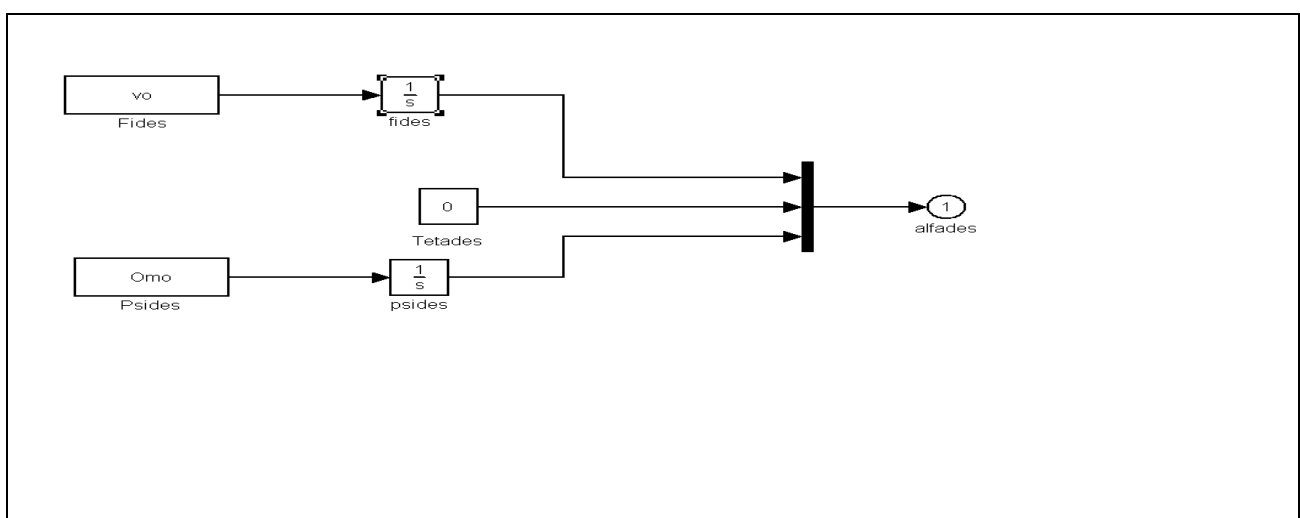 vo
Fides
1
s
fides
0
Tetades
1
alfades
Omo
Psides
1
s
psides